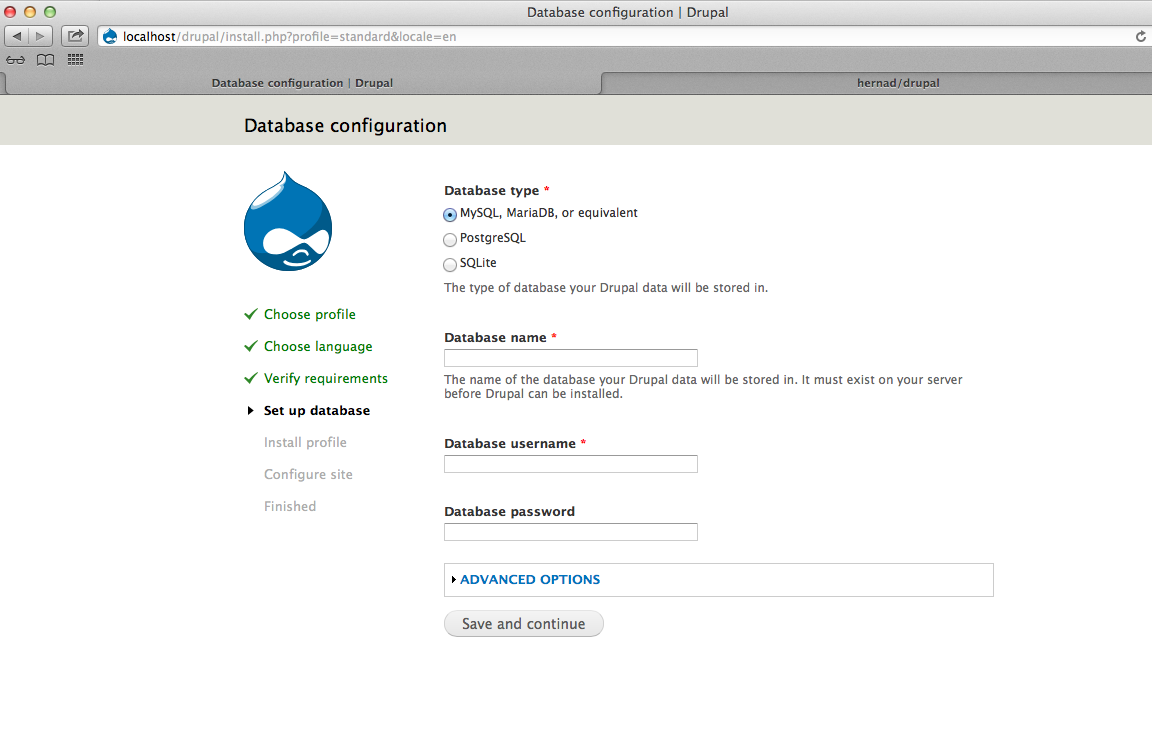 Database configuration | Drupal
localhost/drupal/install.php?profile=standard&locale=en
Database configuration | Drupal
hernad/drupal
Database configuration
Choose profile
Choose language
Verify requirements
Set up database
Install profile
Configure site
Finished
Database type *
MySQL, MariaDB, or equivalent
PostgreSQL
SQLite
The type of database your Drupal data will be stored in.
Database name *
The name of the database your Drupal data will be stored in. It must exist on your server
before Drupal can be installed.
Database username *
Database password
ADVANCED OPTIONS
Save and continue